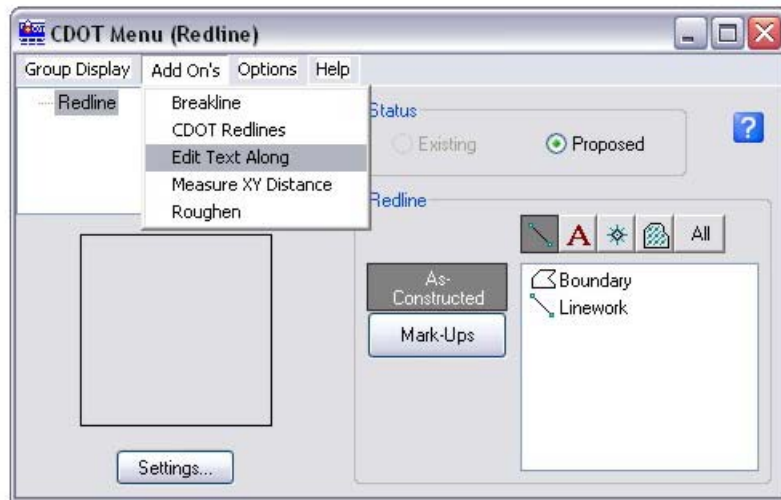 CDOT Menu (Redline)
Group Display Add On's Options Help
Redline
Breakline
CDOT Redlines
Edit Text Along
Measure XY Distance
Roughen
Status
Existing
Proposed
?
Redline
A
All
As-
Constructed
Mark-Ups
Boundary
Linework
Settings...